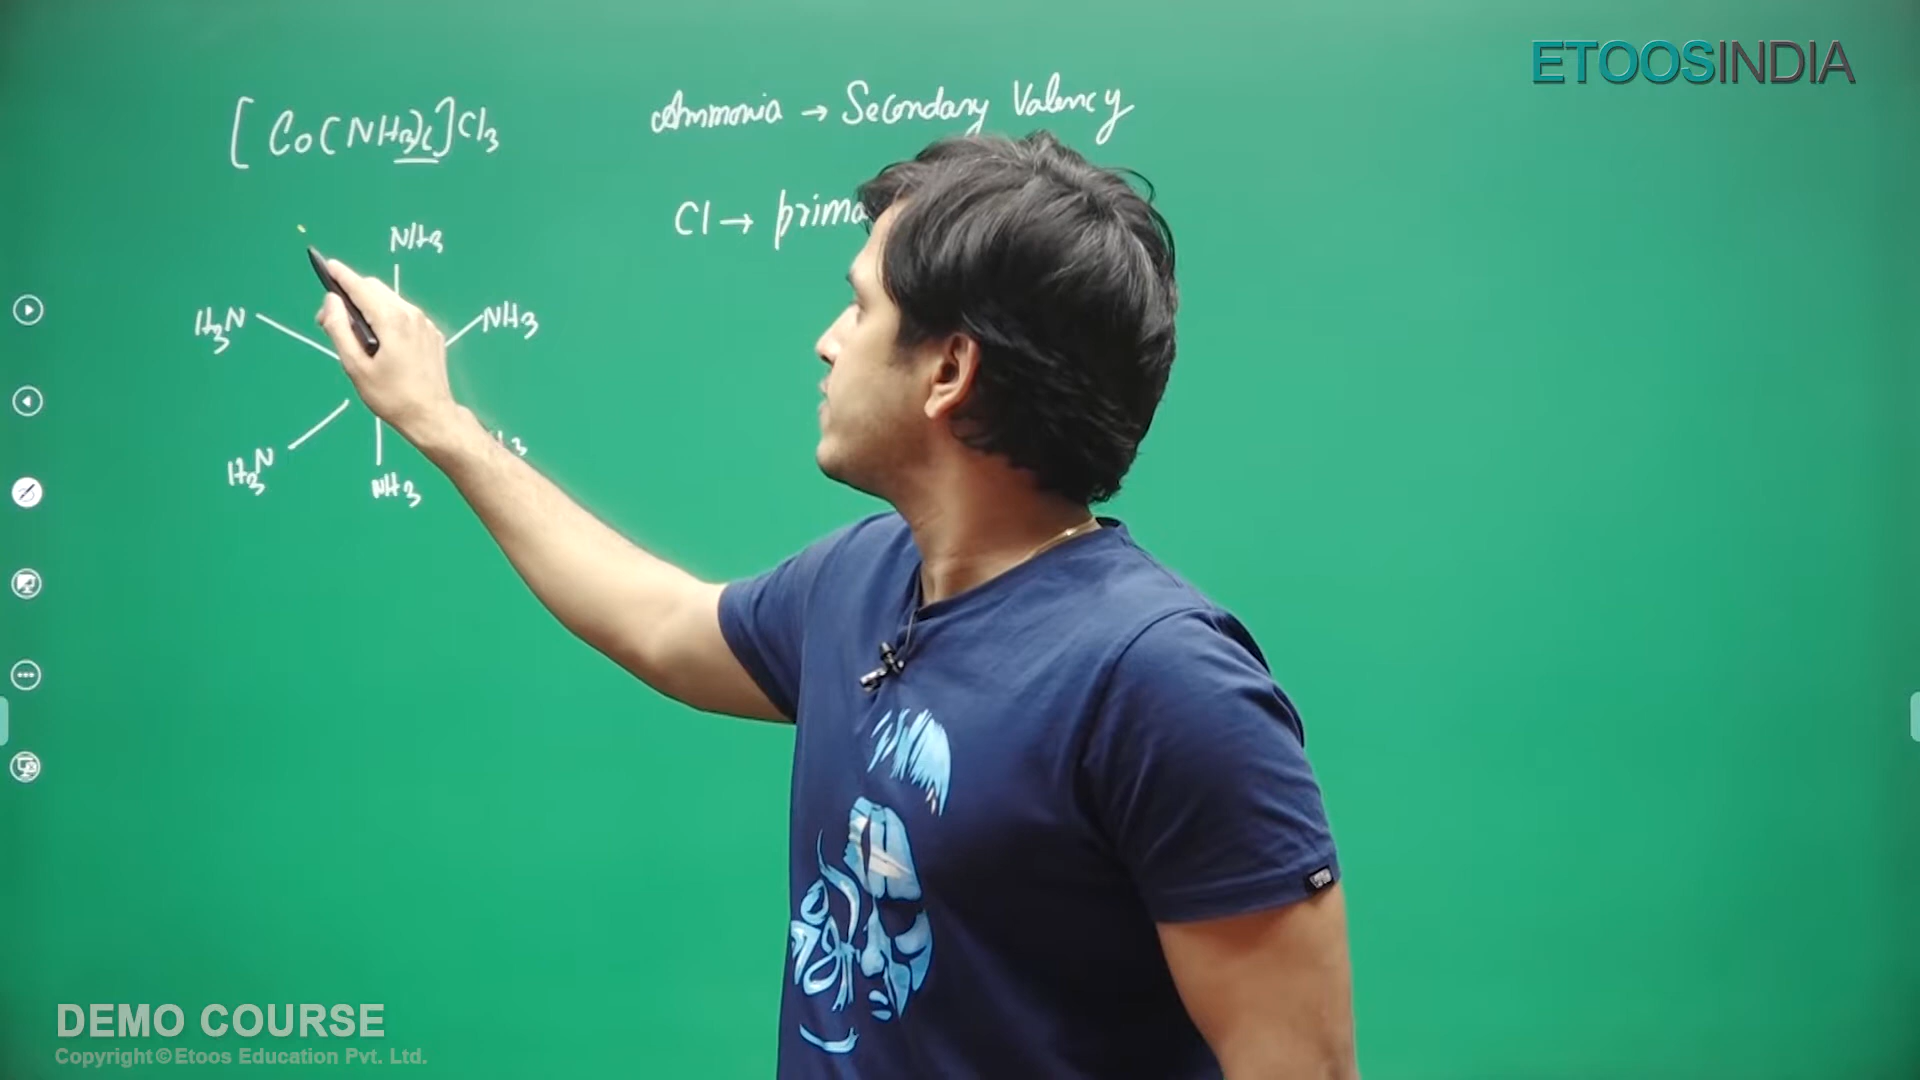 ETOOSINDIA
[Co(NH3)6]Cl3
Ammonia → Secondary Valency
Cl → prima
NH3
H3N
NH3
H3N
NH3
DEMO COURSE
Copyright©Etoos Education Pvt. Ltd.